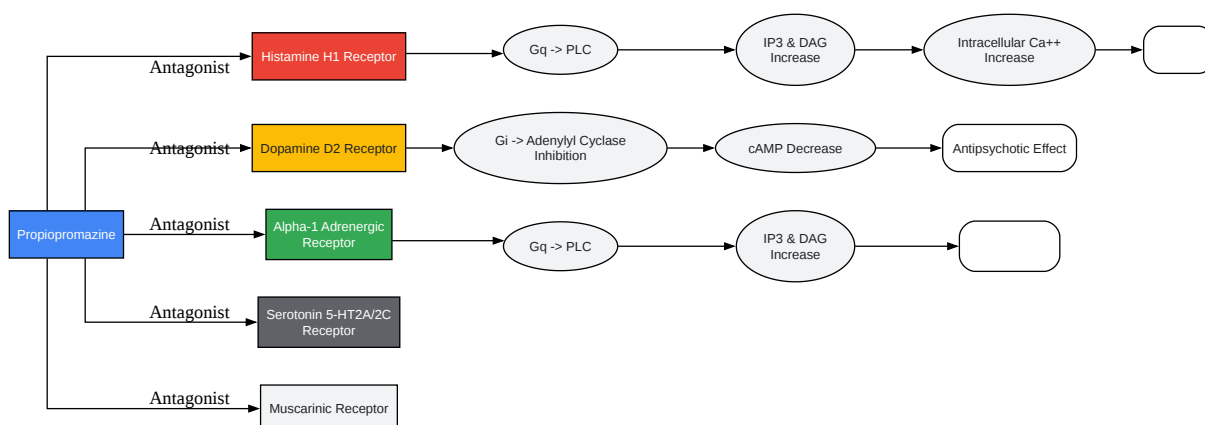 Histamine H1 Receptor
Gq -> PLC
IP3 & DAG
Increase
Intracellular Ca++
Increase
Antagonist
Dopamine D2 Receptor
Gi -> Adenylyl Cyclase
Inhibition
cAMP Decrease
Antipsychotic Effect
Antagonist
Propiopromazine
Antagonist
Alpha-1 Adrenergic
Receptor
Gq -> PLC
IP3 & DAG
Increase
Antagonist
Serotonin 5-HT2A/2C
Receptor
Antagonist
Muscarinic Receptor